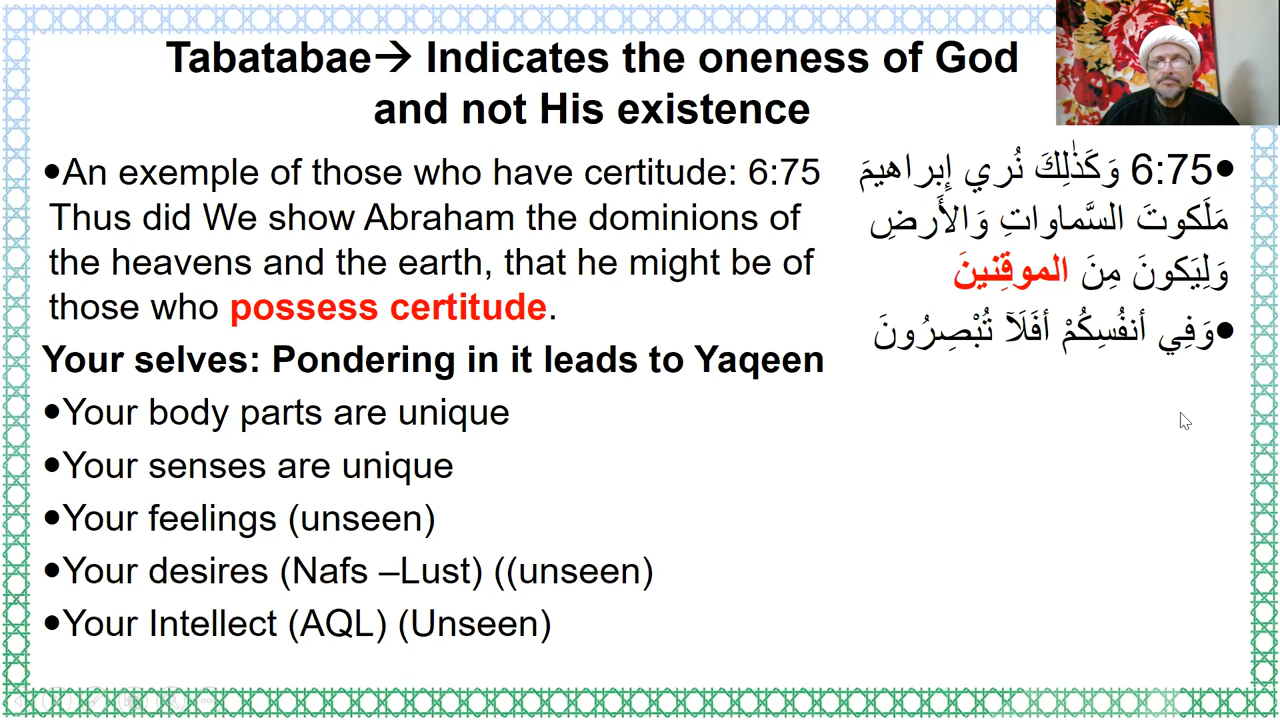 Tabatabae→ Indicates the oneness of God
and not His existence
•An exemple of those who have certitude: 6:75
Thus did We show Abraham the dominions of
the heavens and the earth, that he might be of
those who possess certitude.
Your selves: Pondering in it leads to Yaqeen
•Your body parts are unique
•Your senses are unique
•Your feelings (unseen)
•Your desires (Nafs –Lust) ((unseen)
•Your Intellect (AQL) (Unseen)
•6:75 وَكَذٰلِكَ نُري إِبراهيمَ
مَلَكوتَ السَّماواتِ وَالأَرضِ
وَلِيَكونَ مِنَ الموقِنينَ
•وَفِي أنفُسِكُمْ أفَلَآ تُبْصِرُونَ